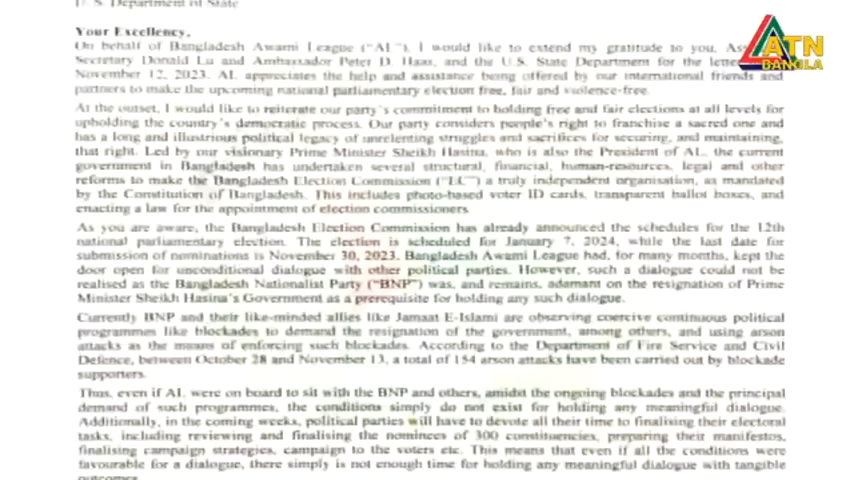 U.S. Department of State
ATN
BANGLA
Your Excellency,
On behalf of Bangladesh Awami League ("AL"), I would like to extend my gratitude to you,
Secretary Donald Lu and Ambassador Peter D. Haas, and the U.S. State Department for the
November 12, 2023. AL appreciates the help and assistance being offered by our international friends and
partners to make the upcoming national parliamentary election free, fair and violence-free.
At the outset, I would like to reiterate our party's commitment to holding free and fair elections at all levels for
upholding the country's democratic process. Our party considers people's right to franchise a sacred one and
has a long and illustrious political legacy of unrelenting struggles and sacrifices for securing, and maintaining,
that right. Led by our visionary Prime Minister Sheikh Hasina, who is also the President of AL, the current
government in Bangladesh has undertaken several structural, financial, human-resources, legal and other
reforms to make the Bangladesh Election Commission ("EC") a truly independent organisation, as mandated
by the Constitution of Bangladesh. This includes photo-based voter ID cards, transparent ballot boxes, and
enacting a law for the appointment of election commissioners.
As you are aware, the Bangladesh Election Commission has already announced the schedules for the 12th
national parliamentary election. The election is scheduled for January 7, 2024, while the last date for
submission of nominations is November 30, 2023. Bangladesh Awami League had, for many months, kept the
door open for unconditional dialogue with other political parties. However, such a dialogue could not be
realised as the Bangladesh Nationalist Party ("BNP") was, and remains, adamant on the resignation of Prime
Minister Sheikh Hasina's Government as a prerequisite for holding any such dialogue.
Currently BNP and their like-minded allies like Jamaat E-Islami are observing coercive continuous political
programmes like blockades to demand the resignation of the government, among others, and using arson
attacks as the means of enforcing such blockades. According to the Department of Fire Service and Civil
Defence, between October 28 and November 13, a total of 154 arson attacks have been carried out by blockade
supporters.
Thus, even if AL were on board to sit with the BNP and others, amidst the ongoing blockades and the principal
demand of such programmes, the conditions simply do not exist for holding any meaningful dialogue.
Additionally, in the coming weeks, political parties will have to devote all their time to finalising their electoral
tasks, including reviewing and finalising the nominees of 300 constituencies, preparing their manifestos,
finalising campaign strategies, campaign to the voters etc. This means that even if all the conditions were
favourable for a dialogue, there simply is not enough time for holding any meaningful dialogue with tangible
outcomes.